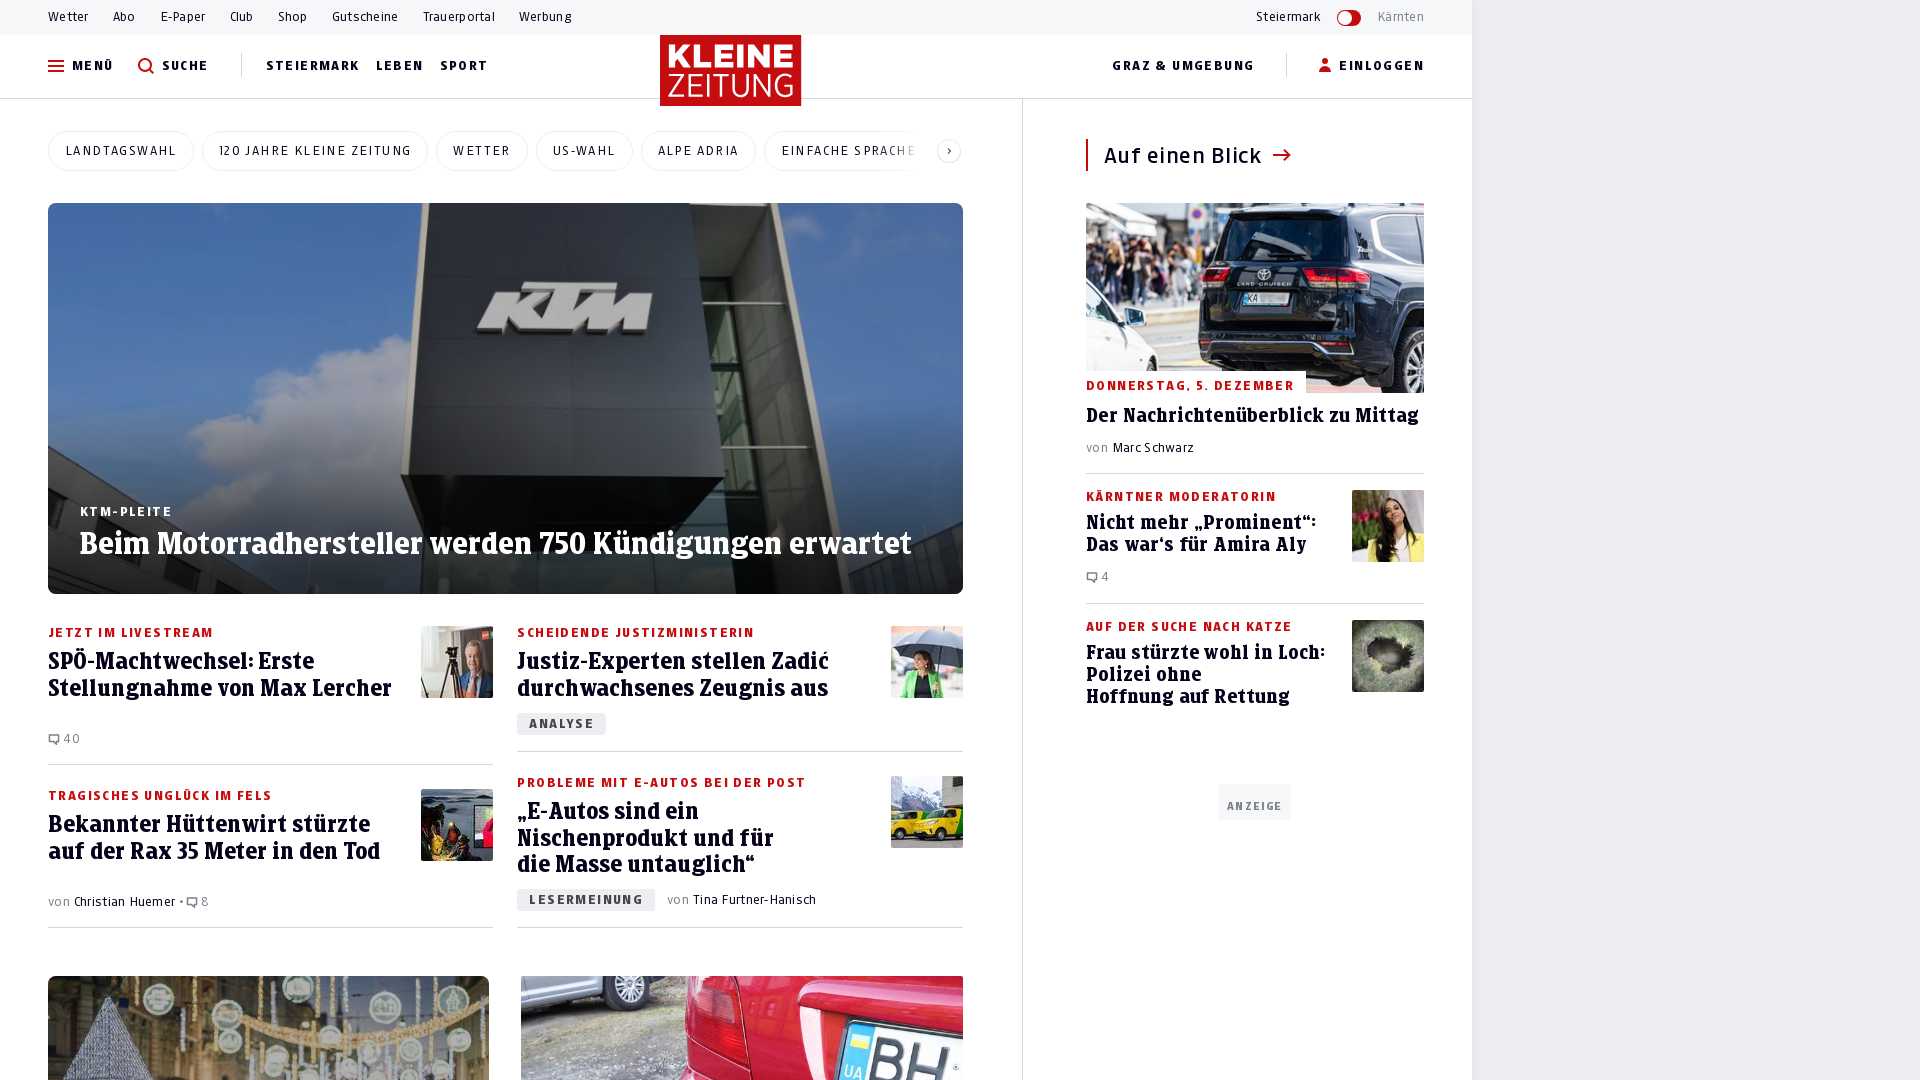 Wetter Abo E-Paper Club Shop Gutscheine Trauerportal Werbung Steiermark Kärnten
MENÜ SUCHE STEIERMARK LEBEN SPORT KLEINE ZEITUNG GRAZ & UMGEBUNG EINLOGGEN
LANDTAGSWAHL 120 JAHRE KLEINE ZEITUNG WETTER US-WAHL ALPE ADRIA EINFACHE SPRACHE
KTM
KTM-PLEITE
Beim Motorradhersteller werden 750 Kündigungen erwartet
JETZT IM LIVESTREAM
SPÖ-Machtwechsel: Erste
Stellungnahme von Max Lercher
40
SCHEIDENDE JUSTIZMINISTERIN
Justiz-Experten stellen Zadić
durchwachsenes Zeugnis aus
ANALYSE
TRAGISCHES UNGLÜCK IM FELS
Bekannter Hüttenwirt stürzte
auf der Rax 35 Meter in den Tod
von Christian Huemer • 8
PROBLEME MIT E-AUTOS BEI DER POST
„E-Autos sind ein
Nischenprodukt und für
die Masse untauglich“
LESERMEINUNG von Tina Furtner-Hanisch
UA BH
Auf einen Blick
LAND CRUISER
KA
DONNERSTAG, 5. DEZEMBER
Der Nachrichtenüberblick zu Mittag
von Marc Schwarz
KÄRNTNER MODERATORIN
Nicht mehr „Prominent“:
Das war‘s für Amira Aly
4
AUF DER SUCHE NACH KATZE
Frau stürzte wohl in Loch:
Polizei ohne
Hoffnung auf Rettung
ANZEIGE